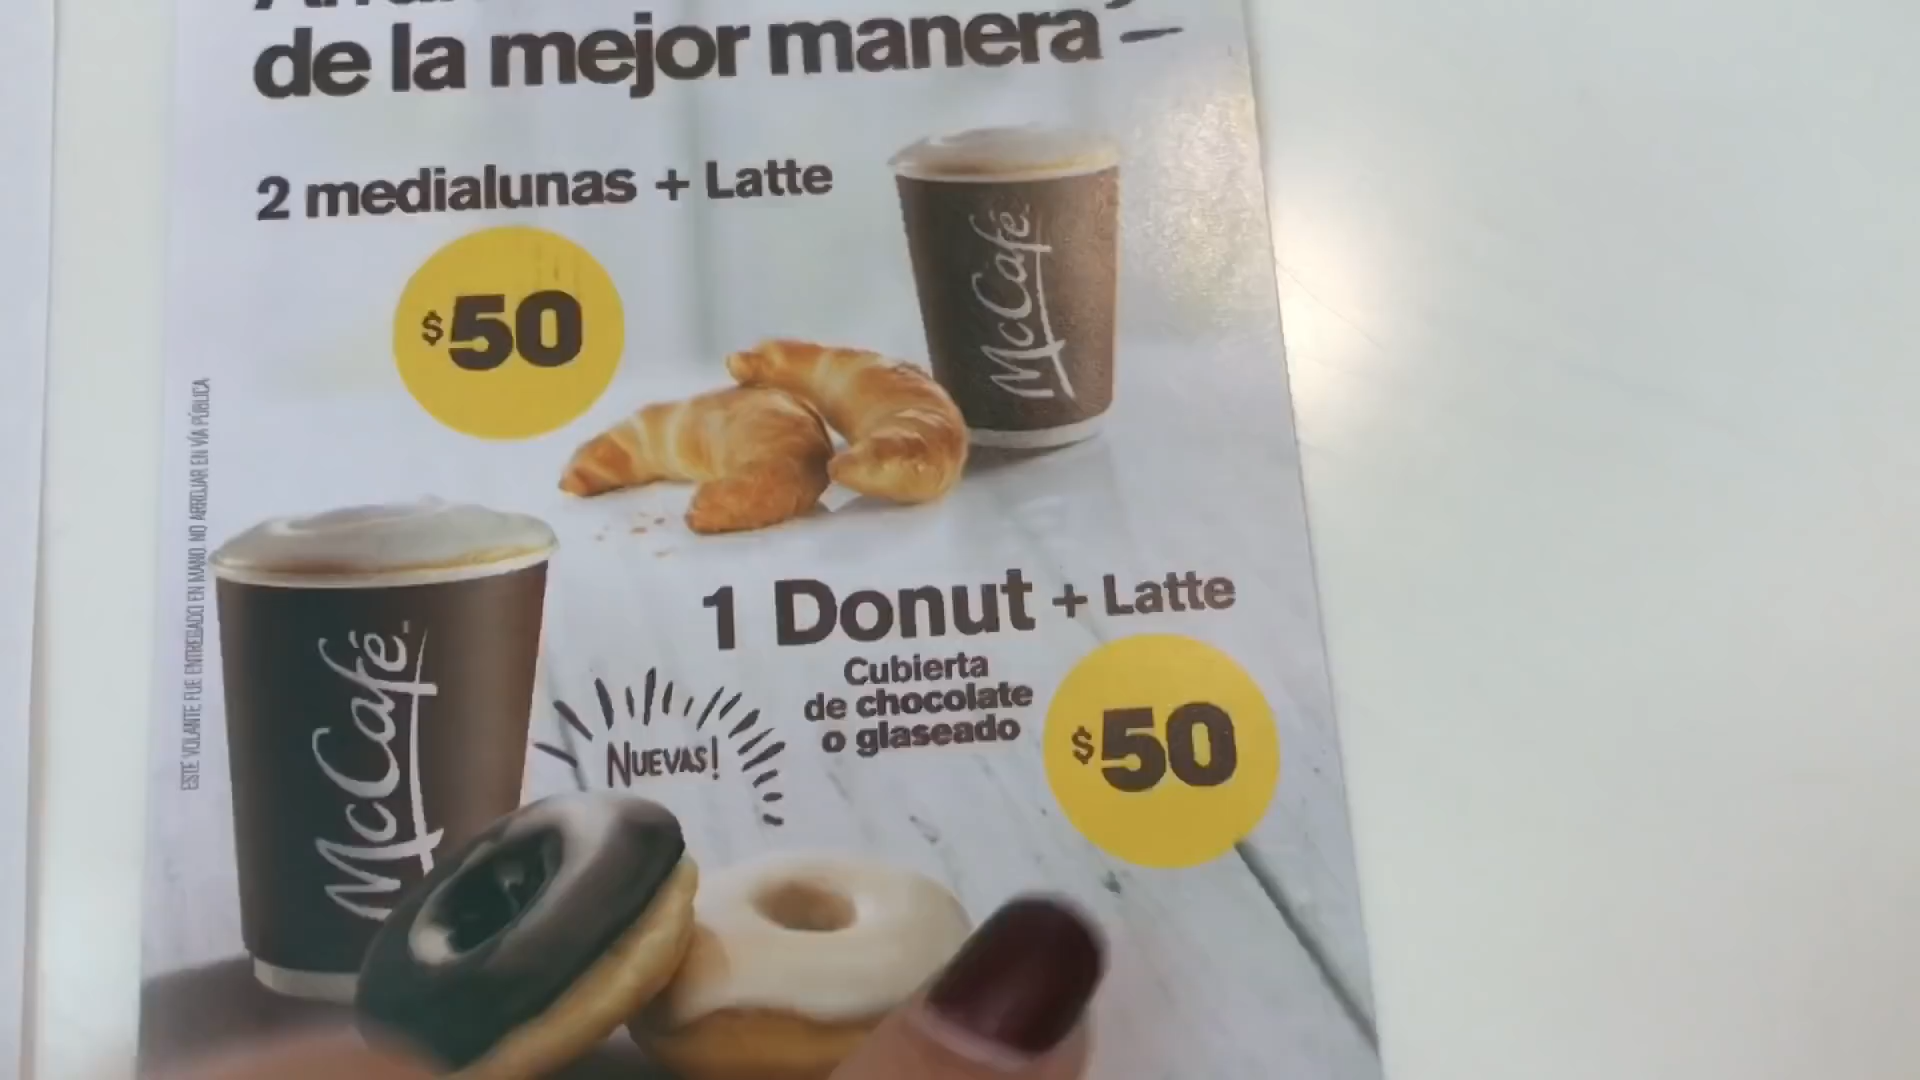 de la mejor manera
2 medialunas + Latte
$50
McCafé
ESTE VOLANTE FUE ENTREGADO EN MANO NO ARROJAR EN VÍA PÚBLICA
1 Donut + Latte
Cubierta
de chocolate
o glaseado
$50
NUEVAS!
McCafé